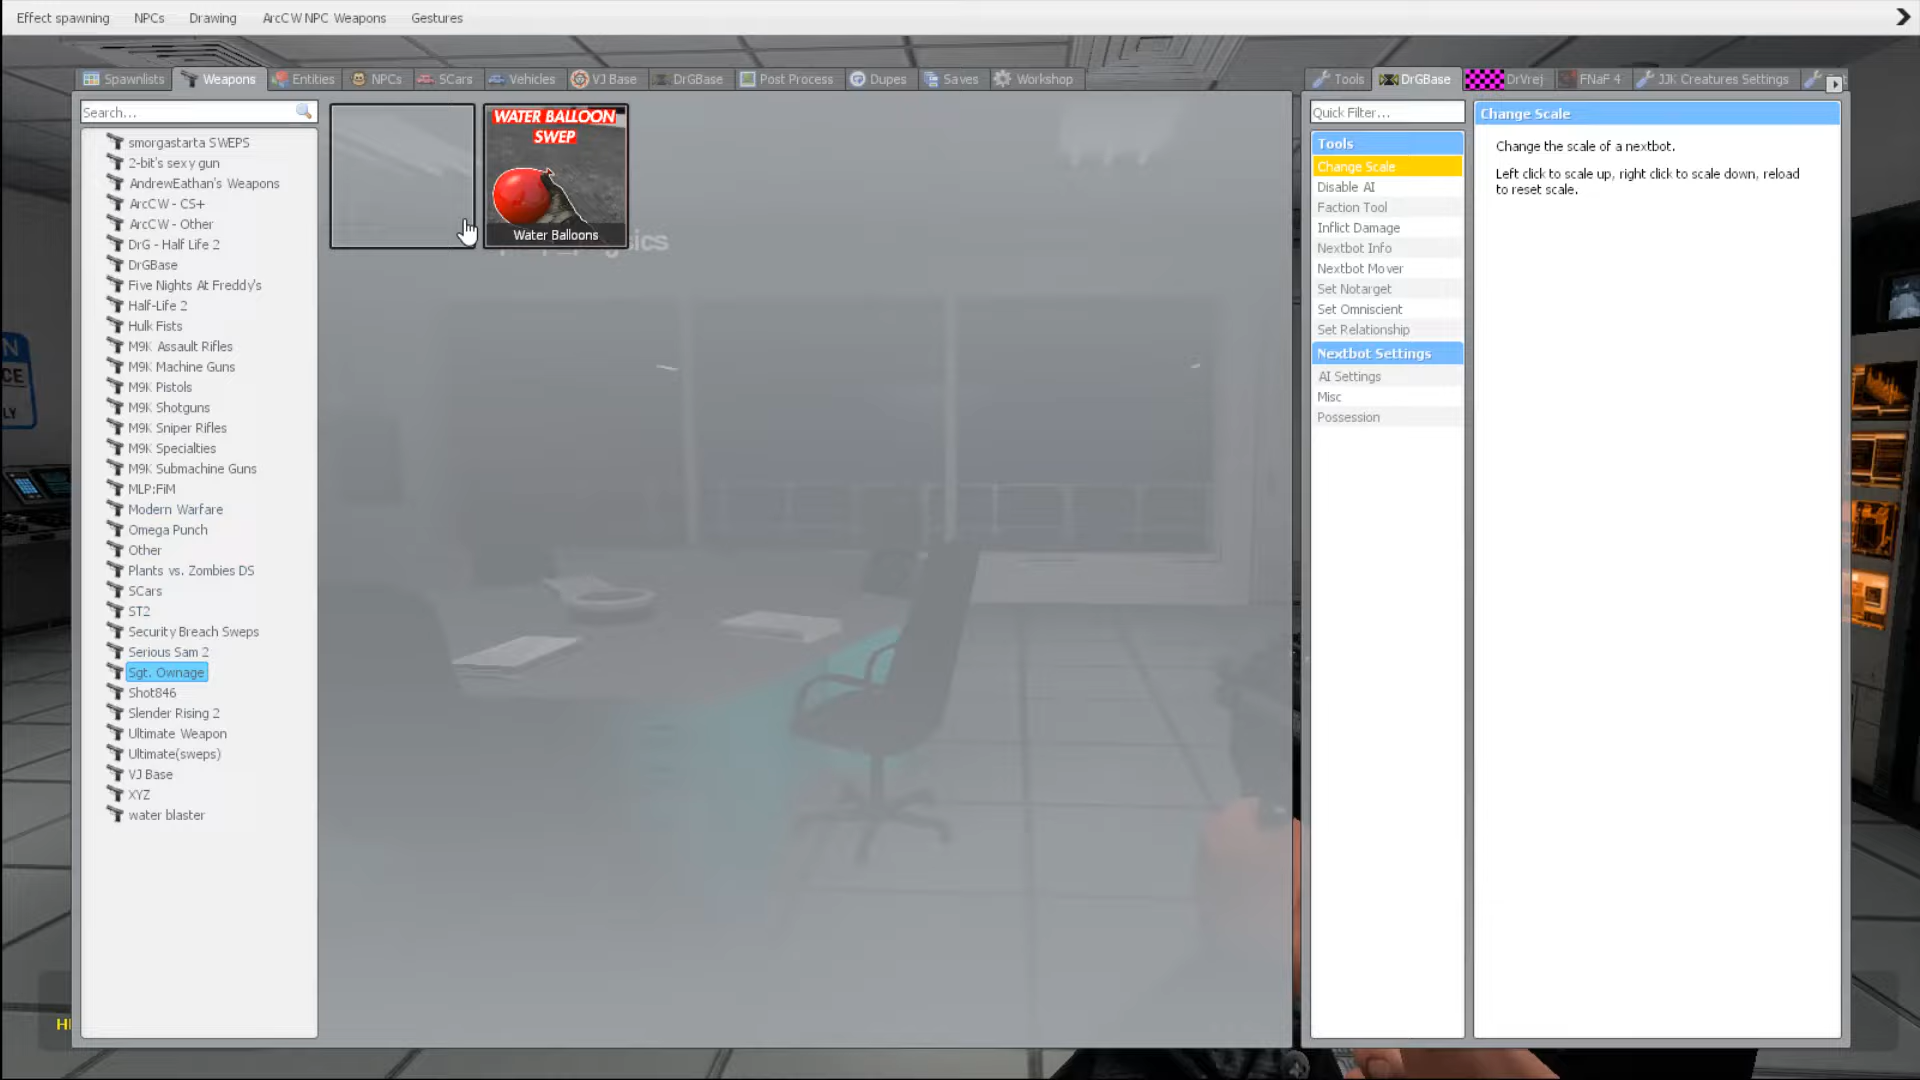 Effect spawning NPCs Drawing ArcCW NPC Weapons Gestures
Spawnlists Weapons Entities NPCs SCars Vehicles VJ Base DrGBase Post Process Dupes Saves Workshop
Tools DrGBase DrVrej FNaF 4 JJK Creatures Settings
Search...
smorgastarta SWEPS
2-bit's sexy gun
AndrewEathan's Weapons
ArcCW - CS+
ArcCW - Other
DrG - Half Life 2
DrGBase
Five Nights At Freddy's
Half-Life 2
Hulk Fists
M9K Assault Rifles
M9K Machine Guns
M9K Pistols
M9K Shotguns
M9K Sniper Rifles
M9K Specialties
M9K Submachine Guns
MLP:FiM
Modern Warfare
Omega Punch
Other
Plants vs. Zombies DS
SCars
ST2
Security Breach Sweps
Serious Sam 2
Sgt. Ownage
Shot846
Slender Rising 2
Ultimate Weapon
Ultimate(sweps)
VJ Base
XYZ
water blaster
WATER BALLOON
SWEP
Water Balloons
Quick Filter...
Tools
Change Scale
Disable AI
Faction Tool
Inflict Damage
Nextbot Info
Nextbot Mover
Set Notarget
Set Omniscient
Set Relationship
Nextbot Settings
AI Settings
Misc
Possession
Change Scale
Change the scale of a nextbot.
Left click to scale up, right click to scale down, reload
to reset scale.